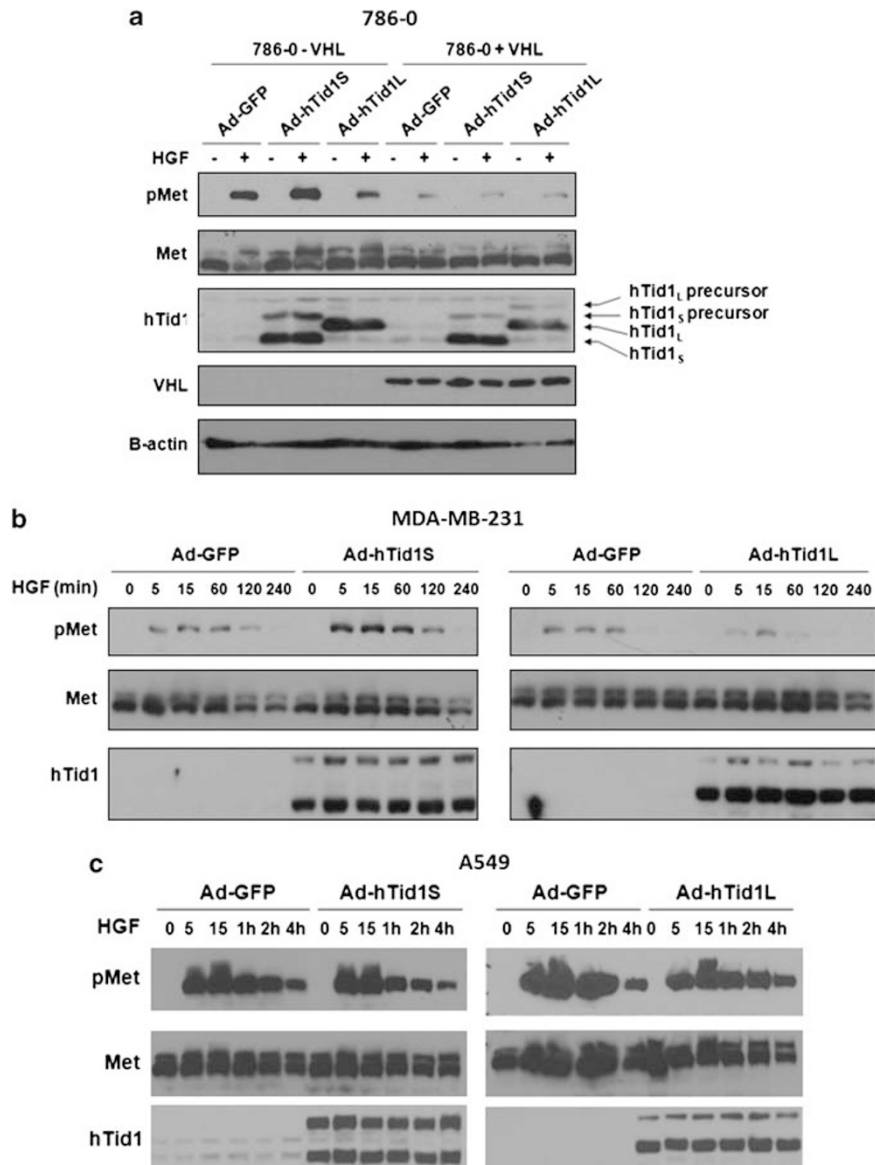 a
786-0
786-0 - VHL 786-0 + VHL
Ad-GFP Ad-hTid1S Ad-hTid1L Ad-GFP Ad-hTid1S Ad-hTid1L
HGF - + - + - + - + - + - +
pMet
Met
hTid1
hTid1L precursor
hTid1S precursor
hTid1L
hTid1S
VHL
B-actin
b
MDA-MB-231
Ad-GFP Ad-hTid1S Ad-GFP Ad-hTid1L
HGF (min) 0 5 15 60 120 240 0 5 15 60 120 240 0 5 15 60 120 240 0 5 15 60 120 240
pMet
Met
hTid1
c
A549
Ad-GFP Ad-hTid1S Ad-GFP Ad-hTid1L
HGF 0 5 15 1h 2h 4h 0 5 15 1h 2h 4h 0 5 15 1h 2h 4h 0 5 15 1h 2h 4h
pMet
Met
hTid1